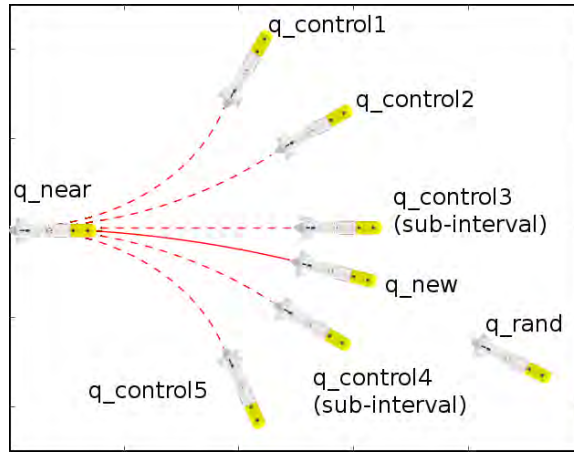 q_control1
q_control2
q_near
q_control3
(sub-interval)
q_new
q_rand
q_control4
(sub-interval)
q_control5